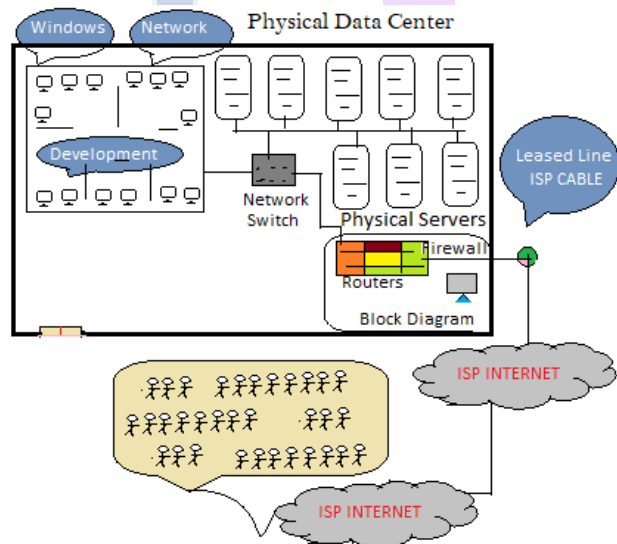 Physical Data Center
Windows
Network
Development
Network
Switch
Physical Servers
Leased Line
ISP CABLE
Firewall
Routers
Block Diagram
ISP INTERNET
ISP INTERNET